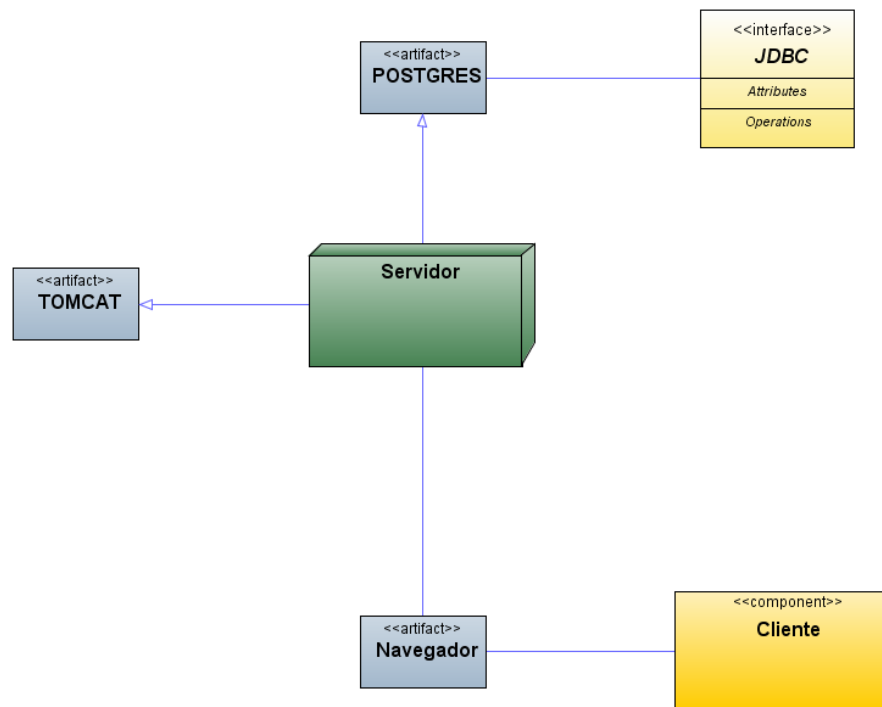 <<interface>>
JDBC
Attributes
Operations
<<artifact>>
POSTGRES
Servidor
<<artifact>>
TOMCAT
<<artifact>>
Navegador
<<component>>
Cliente